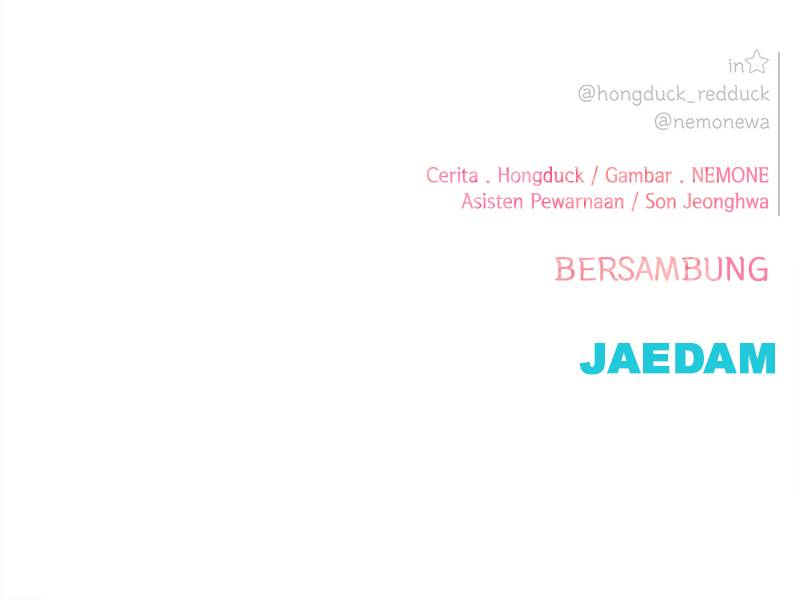 in☆
@hongduck_redduck
@nemonewa
Cerita . Hongduck / Gambar . NEMONE
Asisten Pewarnaan / Son Jeonghwa
BERSAMBUNG
JAEDAM